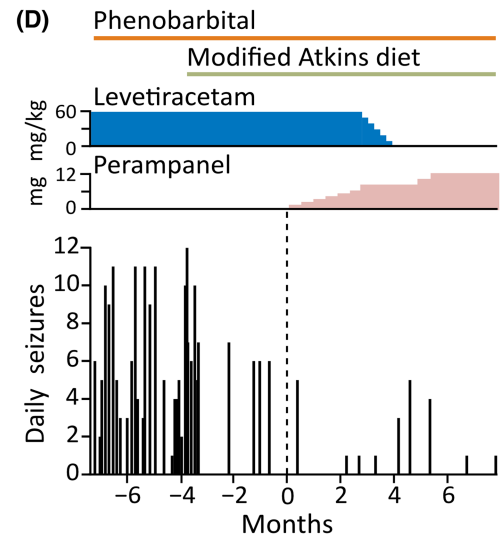 (D)
Phenobarbital
Modified Atkins diet
Levetiracetam
mg/kg
60
0
Perampanel
mg
12
0
Daily seizures
12
10
8
6
4
2
0
−6 −4 −2 0 2 4 6
Months